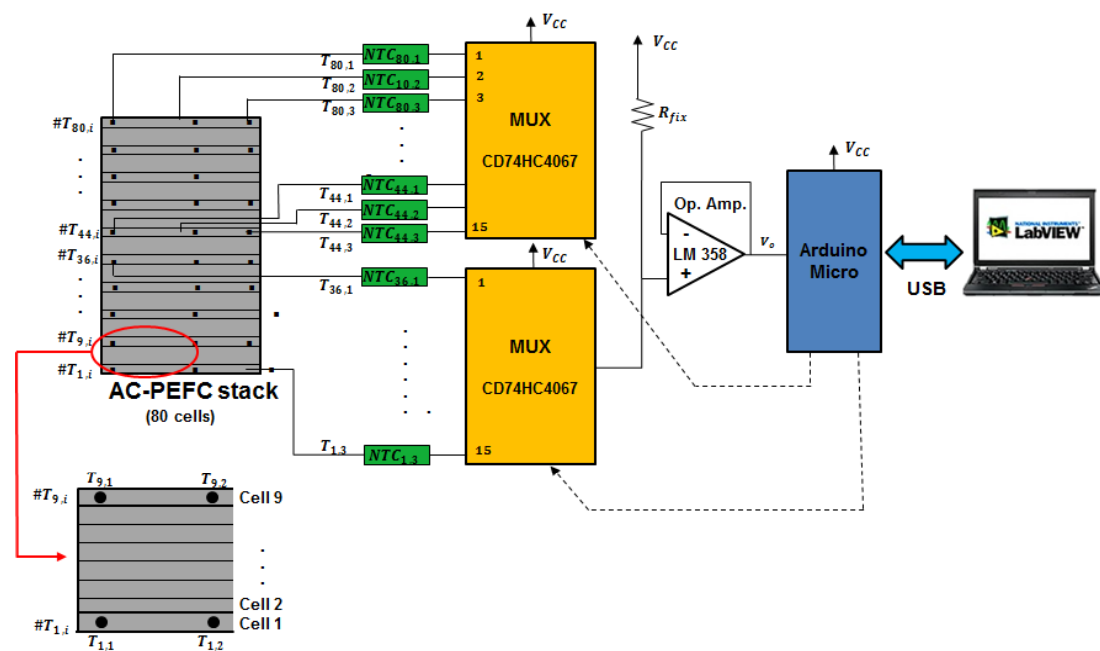 V_CC
NTC_80,1
T_80,1
1
NTC_10,2
T_80,2
2
NTC_80,3
T_80,3
3
#T_80,i
MUX
CD74HC4067
NTC_44,1
T_44,1
NTC_44,2
T_44,2
NTC_44,3
T_44,3
15
#T_44,i
#T_36,i
V_CC
NTC_36,1
T_36,1
1
MUX
CD74HC4067
#T_9,i
#T_1,i
AC-PEFC stack
(80 cells)
T_1,3
NTC_1,3
15
V_CC
R_fix
Op. Amp.
-
LM 358
+
V_o
V_CC
Arduino
Micro
USB
NATIONAL INSTRUMENTS
LabVIEW
T_9,1
T_9,2
#T_9,i
Cell 9
Cell 2
#T_1,i
Cell 1
T_1,1
T_1,2